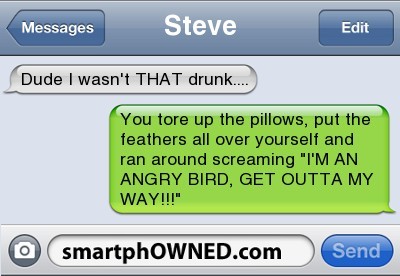 Messages
Steve
Edit
Dude I wasn't THAT drunk....
You tore up the pillows, put the
feathers all over yourself and
ran around screaming "I'M AN
ANGRY BIRD, GET OUTTA MY
WAY!!!"
smartphOWNED.com
Send